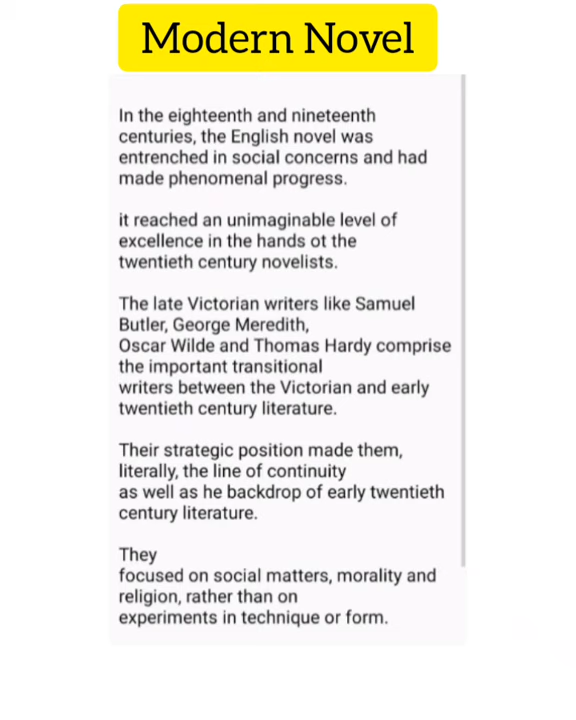 Modern Novel
In the eighteenth and nineteenth
centuries, the English novel was
entrenched in social concerns and had
made phenomenal progress.
it reached an unimaginable level of
excellence in the hands ot the
twentieth century novelists.
The late Victorian writers like Samuel
Butler, George Meredith,
Oscar Wilde and Thomas Hardy comprise
the important transitional
writers between the Victorian and early
twentieth century literature.
Their strategic position made them,
literally, the line of continuity
as well as he backdrop of early twentieth
century literature.
They
focused on social matters, morality and
religion, rather than on
experiments in technique or form.